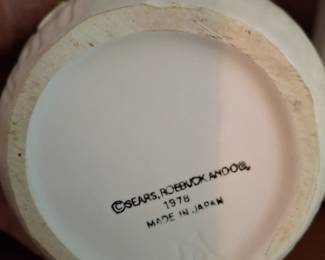 ©SEARS, ROEBUCK AND CO.
1978
MADE IN JAPAN